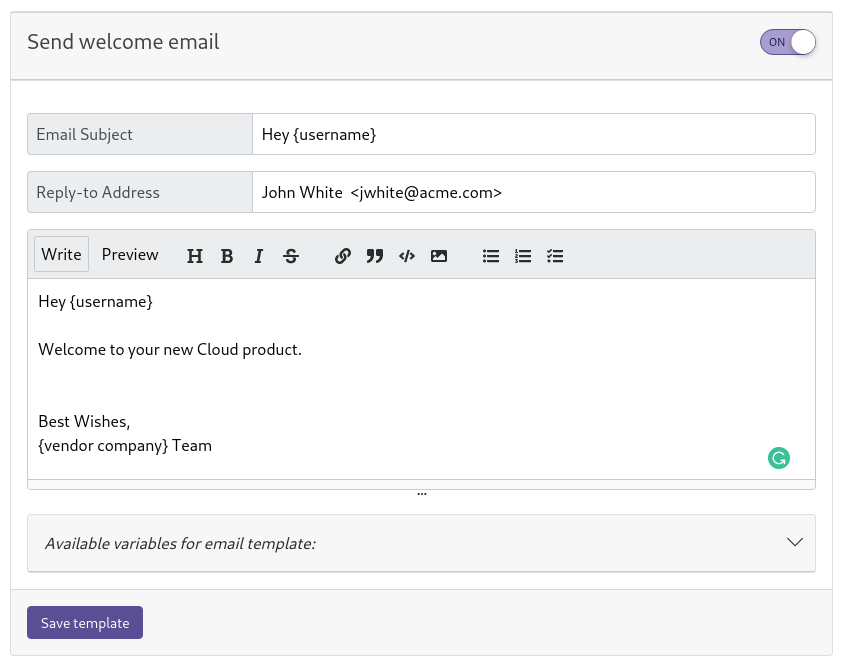 Send welcome email
ON
Email Subject
Hey {username}
Reply-to Address
John White <jwhite@acme.com>
Write Preview H B I S
Hey {username}
Welcome to your new Cloud product.
Best Wishes,
{vendor company} Team
...
Available variables for email template:
Save template